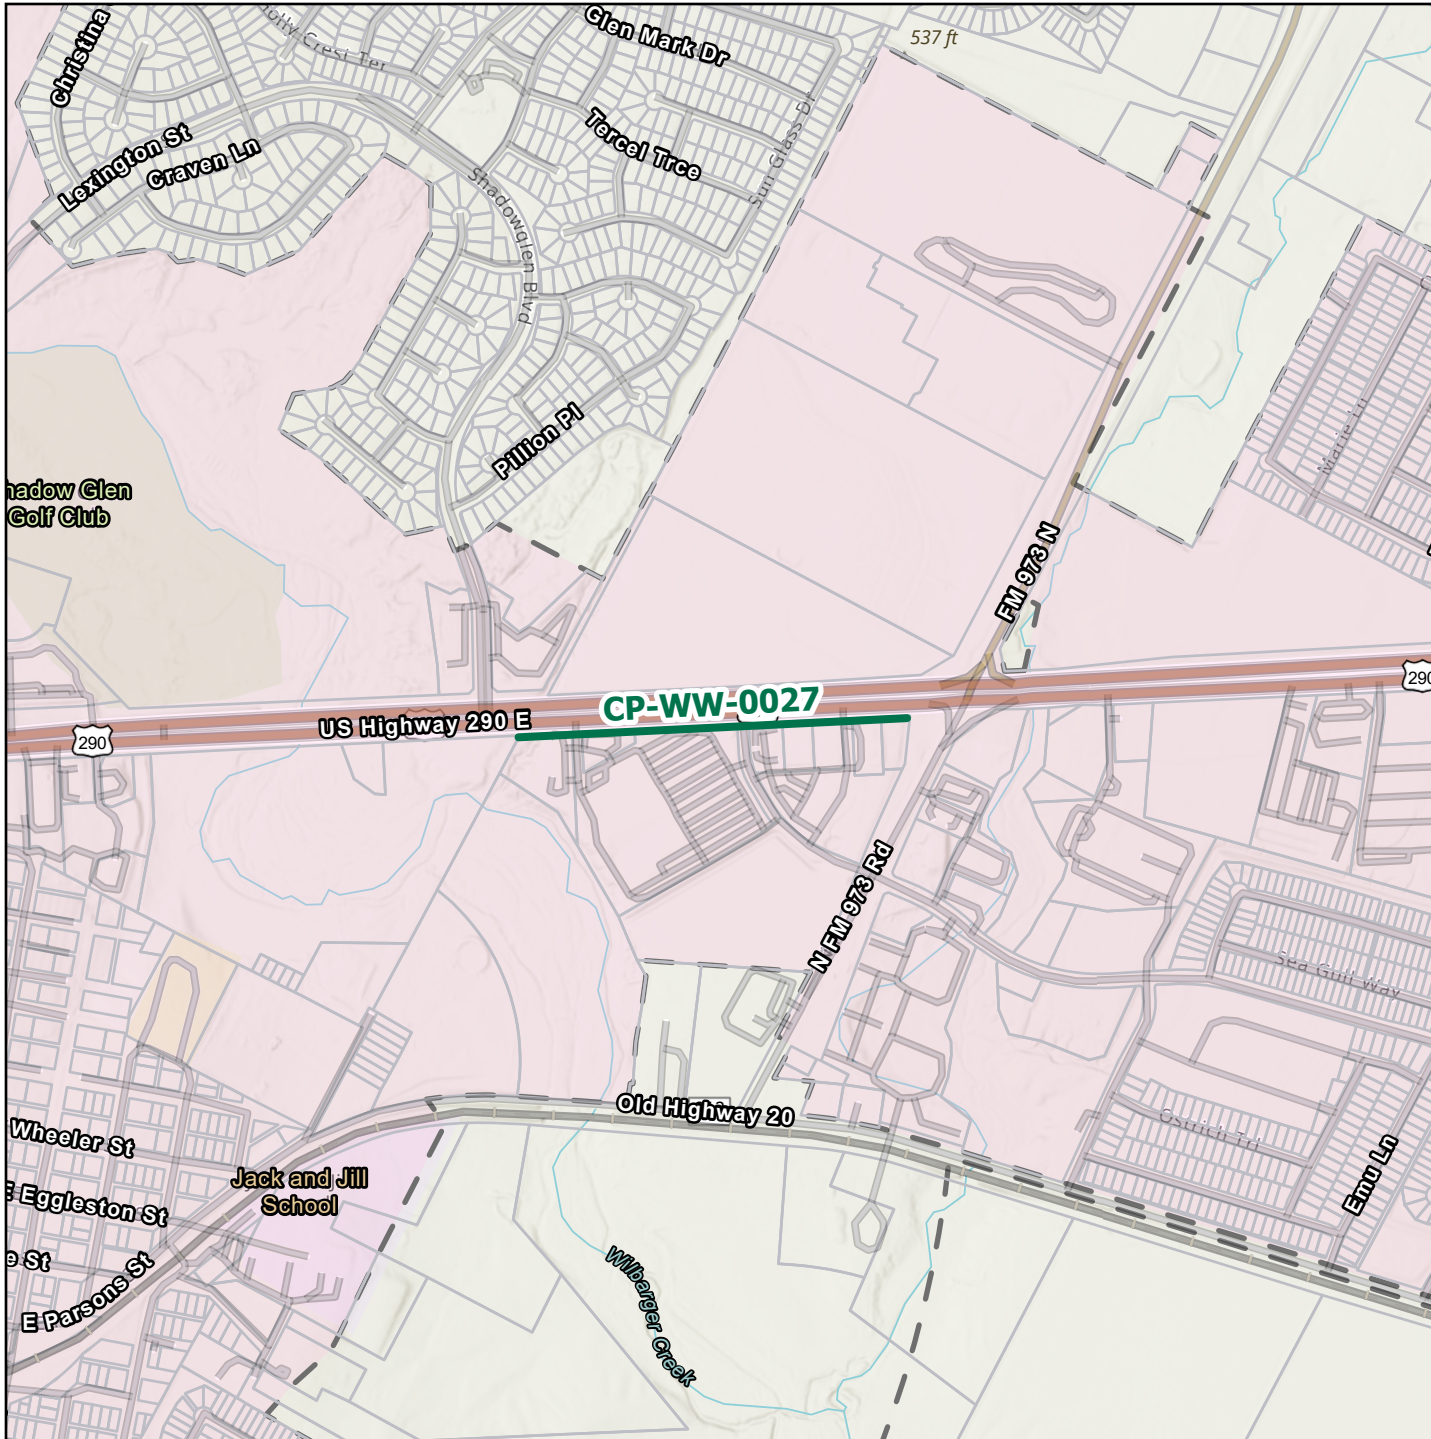 Christina
Glen Mark Dr
537 ft
Tercel Trce
Sun Glass Dr
Lexington St
Craven Ln
Shadowglen Blvd
Marie Ln
Pillion Pl
hadow Glen
Golf Club
FM 973 N
CP-WW-0027
US Highway 290 E
290
290
N FM 973 Rd
Sea Gull Way
Old Highway 20
Ostrich Trl
Wheeler St
Jack and Jill
School
E Eggleston St
Emu Ln
e St
E Parsons St
Wilbarger Creek